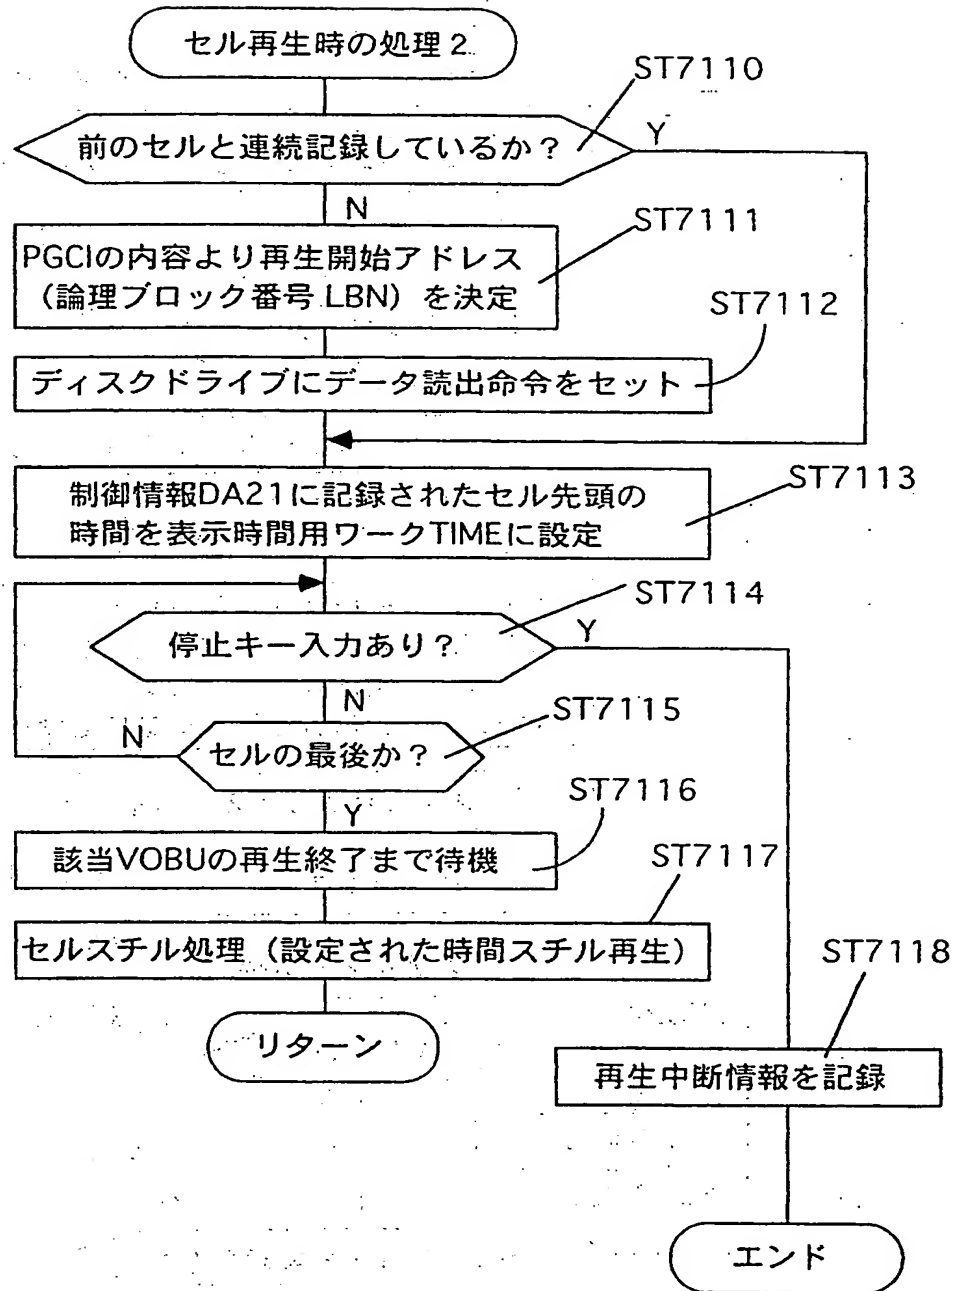 セル再生時の処理2
ST7110
前のセルと連続記録しているか?
Y
N
ST7111
PGCIの内容より再生開始アドレス
(論理ブロック番号LBN)を決定
ST7112
ディスクドライブにデータ読出命令をセット
ST7113
制御情報DA21に記録されたセル先頭の
時間を表示時間用ワークTIMEに設定
ST7114
停止キー入力あり?
Y
N
ST7115
N
セルの最後か?
ST7116
Y
該当VOBUの再生終了まで待機
ST7117
セルスチル処理(設定された時間スチル再生)
ST7118
リターン
再生中断情報を記録
エンド